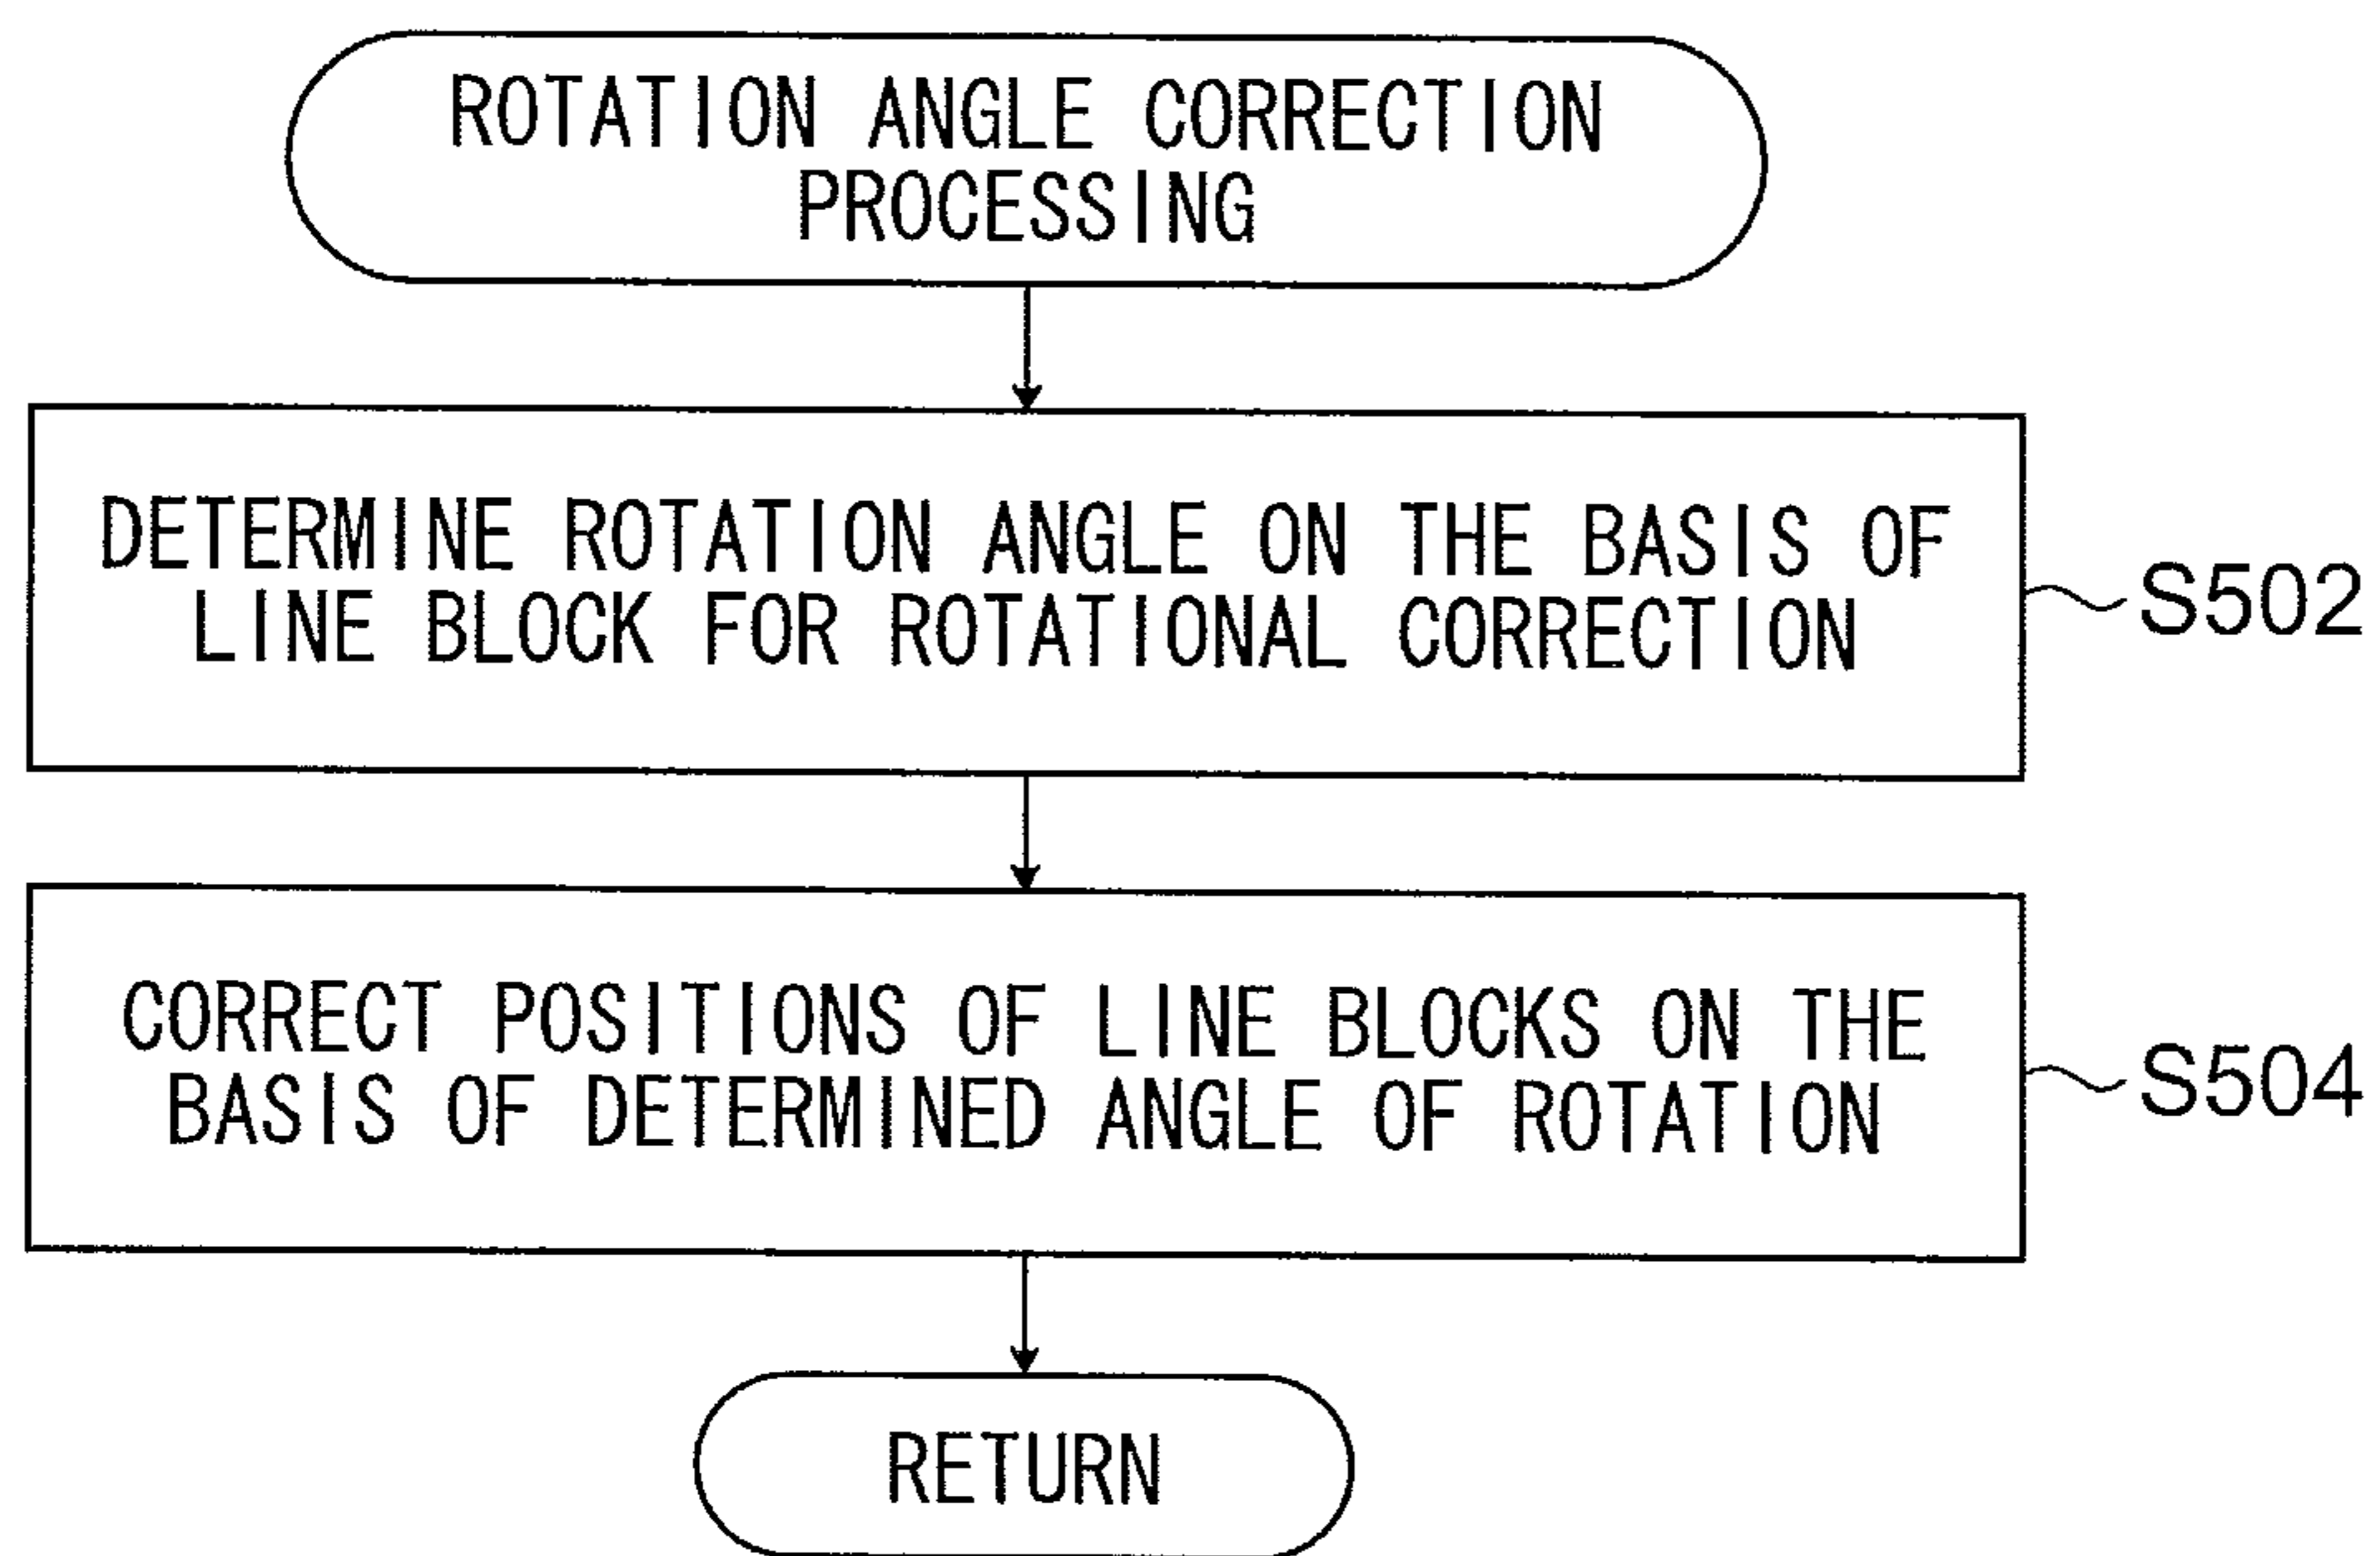 ROTATION ANGLE CORRECTION
PROCESSING
DETERMINE ROTATION ANGLE ON THE BASIS OF
LINE BLOCK FOR ROTATIONAL CORRECTION
S502
CORRECT POSITIONS OF LINE BLOCKS ON THE
BASIS OF DETERMINED ANGLE OF ROTATION
S504
RETURN